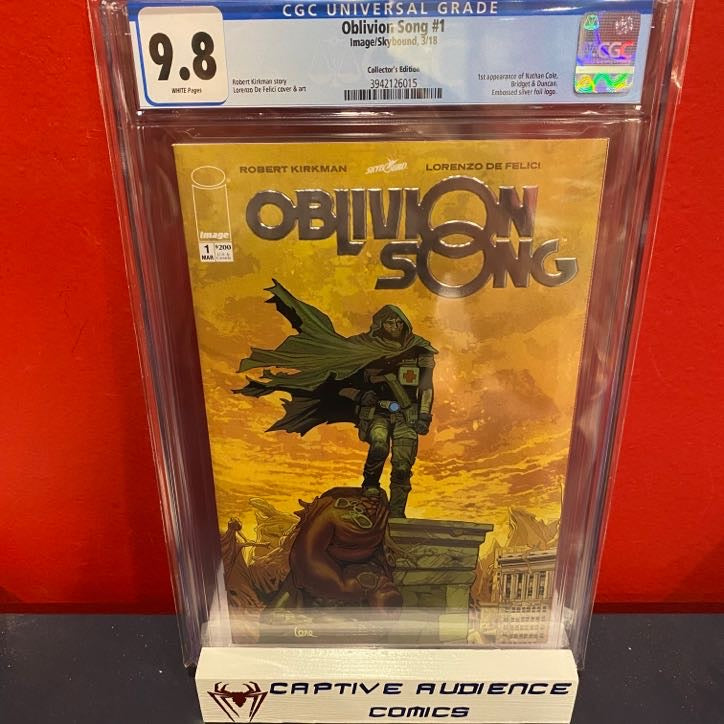 CGC UNIVERSAL GRADE
9.8
WHITE Pages
Oblivion Song #1
Image/Skybound, 3/18
Collector's Edition
Robert Kirkman story
Lorenzo De Felici cover & art
3942126015
1st appearance of Nathan Cole,
Bridget & Duncan.
Embossed silver foil logo.
CGC
ROBERT KIRKMAN
SKYBOUND
LORENZO DE FELICI
OBLIVION
SONG
image
1
MAR
$200
CAPTIVE AUDIENCE
COMICS